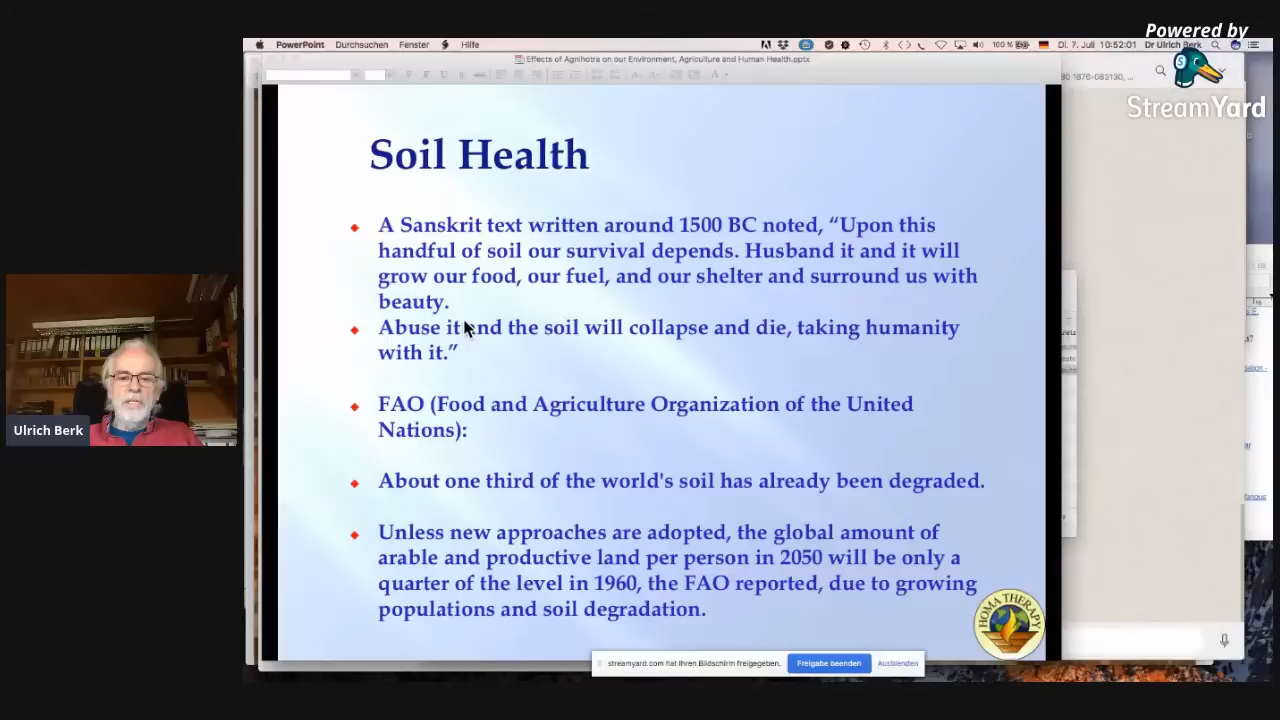 Powered by
StreamYard
PowerPoint Durchsuchen Fenster Hilfe
100 % Di. 7. Juli 10:52:01 Dr Ulrich Berk
Effects of Agnihotra on our Environment, Agriculture and Human Health.pptx
Soil Health
A Sanskrit text written around 1500 BC noted, “Upon this
handful of soil our survival depends. Husband it and it will
grow our food, our fuel, and our shelter and surround us with
beauty.
Abuse it and the soil will collapse and die, taking humanity
with it.”
FAO (Food and Agriculture Organization of the United
Nations):
About one third of the world's soil has already been degraded.
Unless new approaches are adopted, the global amount of
arable and productive land per person in 2050 will be only a
quarter of the level in 1960, the FAO reported, due to growing
populations and soil degradation.
HOMA THERAPY
streamyard.com hat Ihren Bildschirm freigegeben. Freigabe beenden Ausblenden
Ulrich Berk